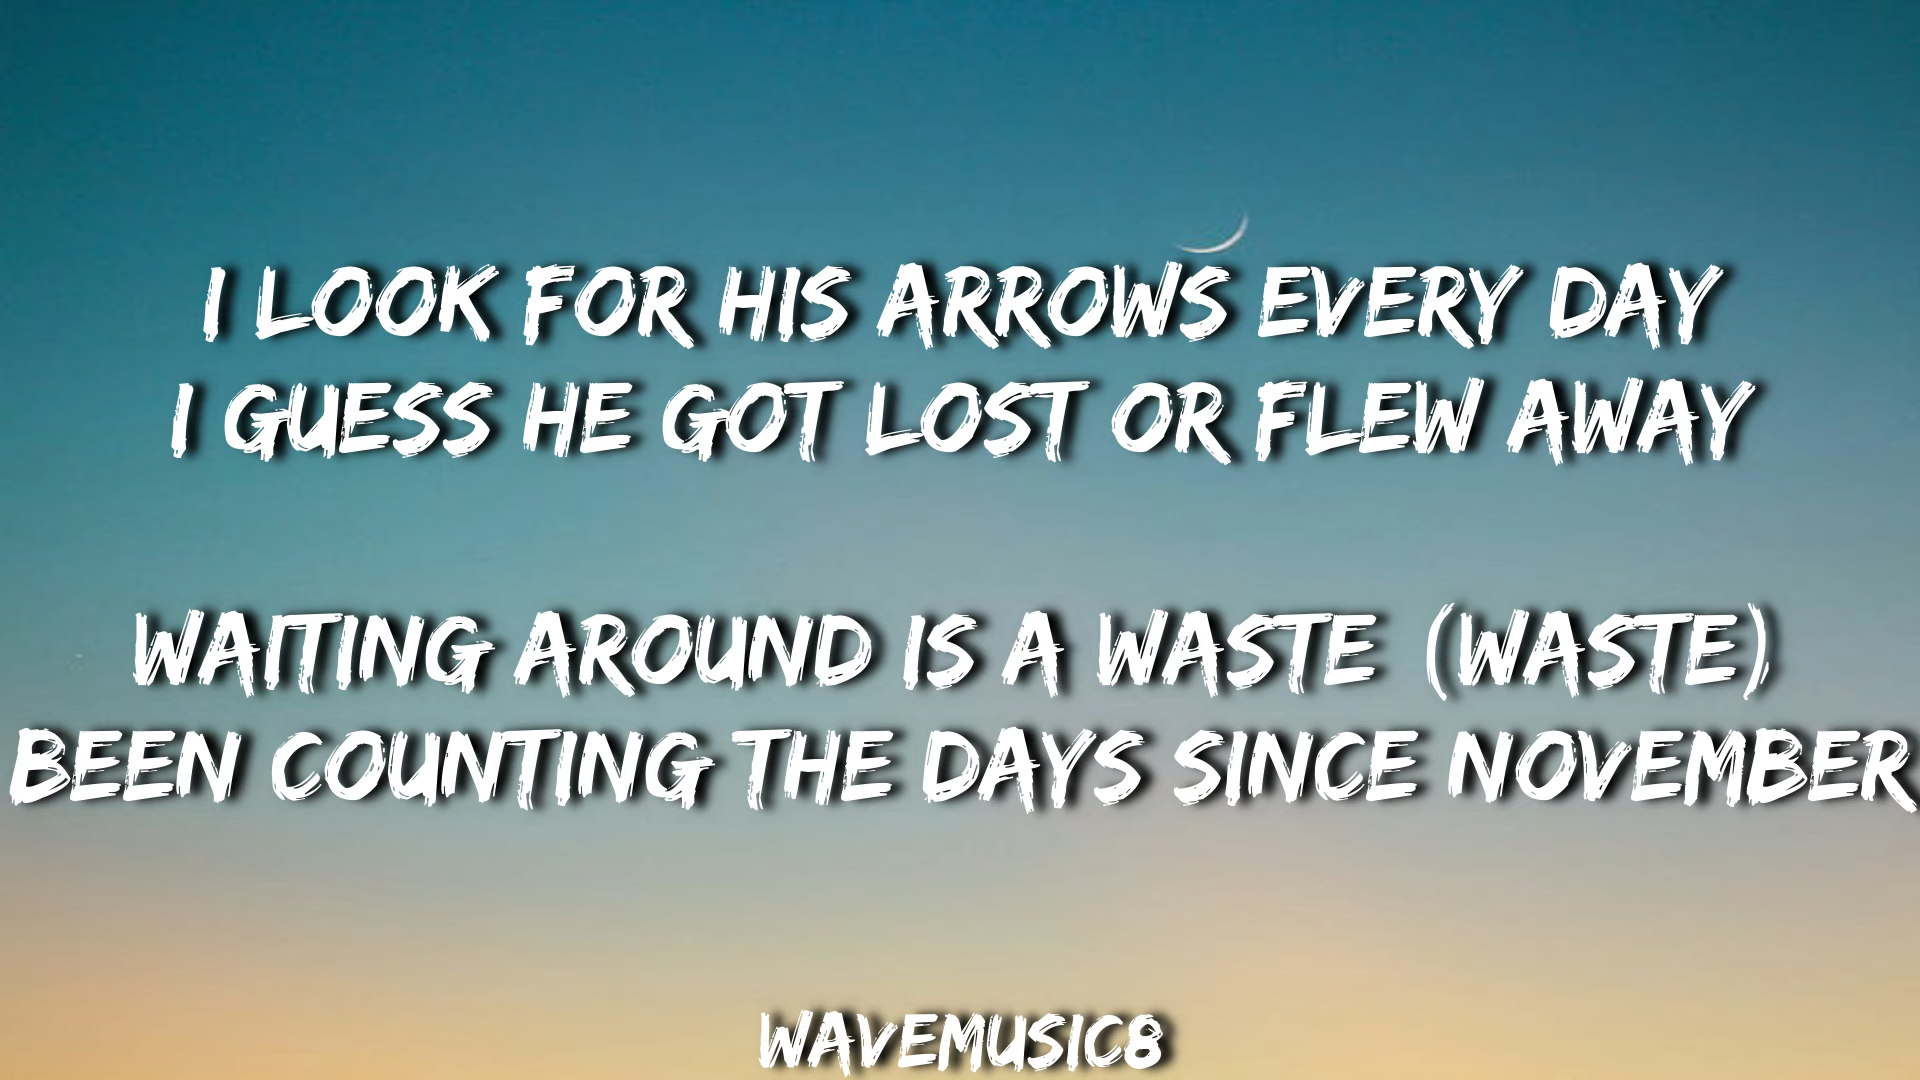 I LOOK FOR HIS ARROWS EVERY DAY
I GUESS HE GOT LOST OR FLEW AWAY
WAITING AROUND IS A WASTE (WASTE)
BEEN COUNTING THE DAYS SINCE NOVEMBER
WAVEMUSIC8